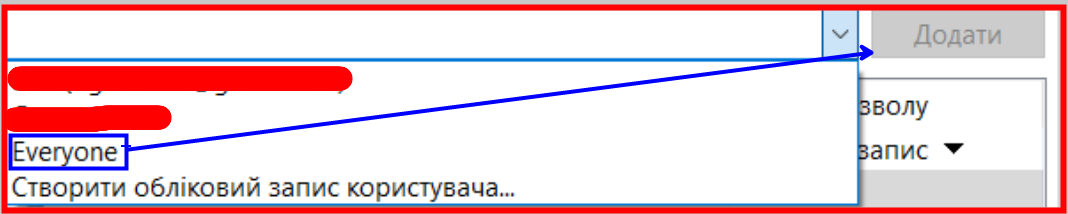 Додати
зволу
Everyone
запис
Створити обліковий запис користувача...